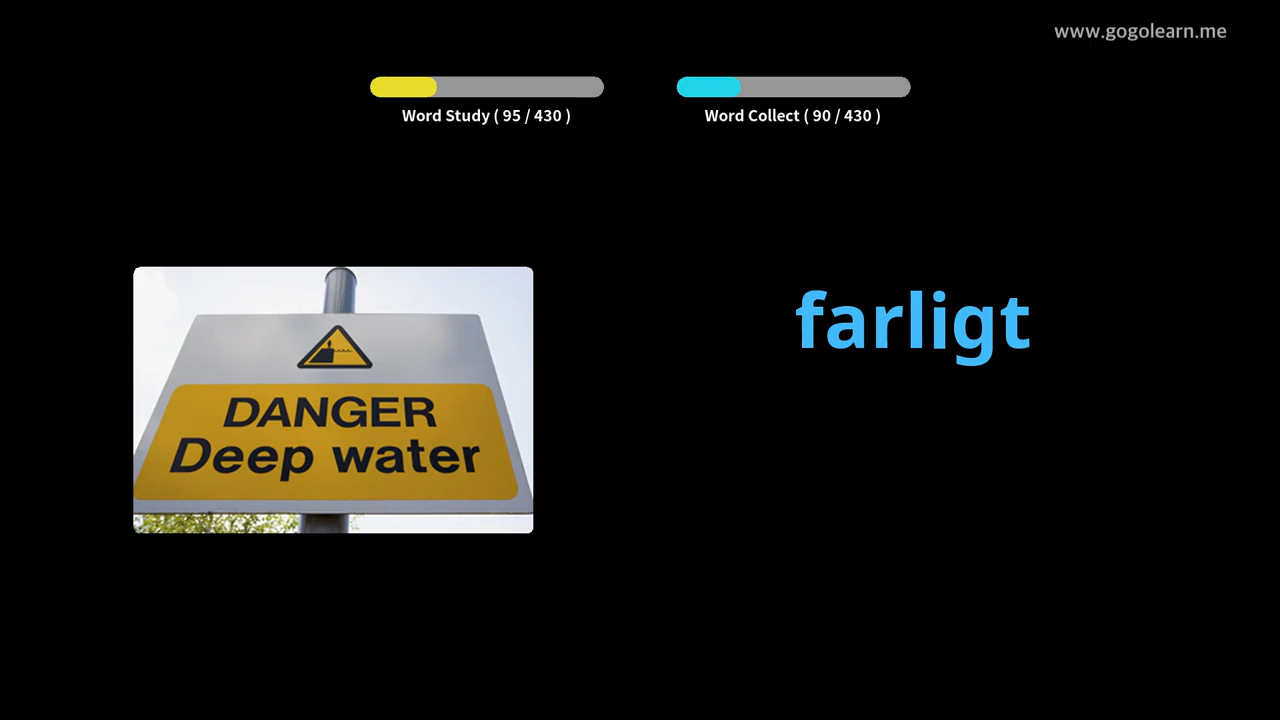 www.gogolearn.me
Word Study ( 95 / 430 )
Word Collect ( 90 / 430 )
DANGER
Deep water
farligt